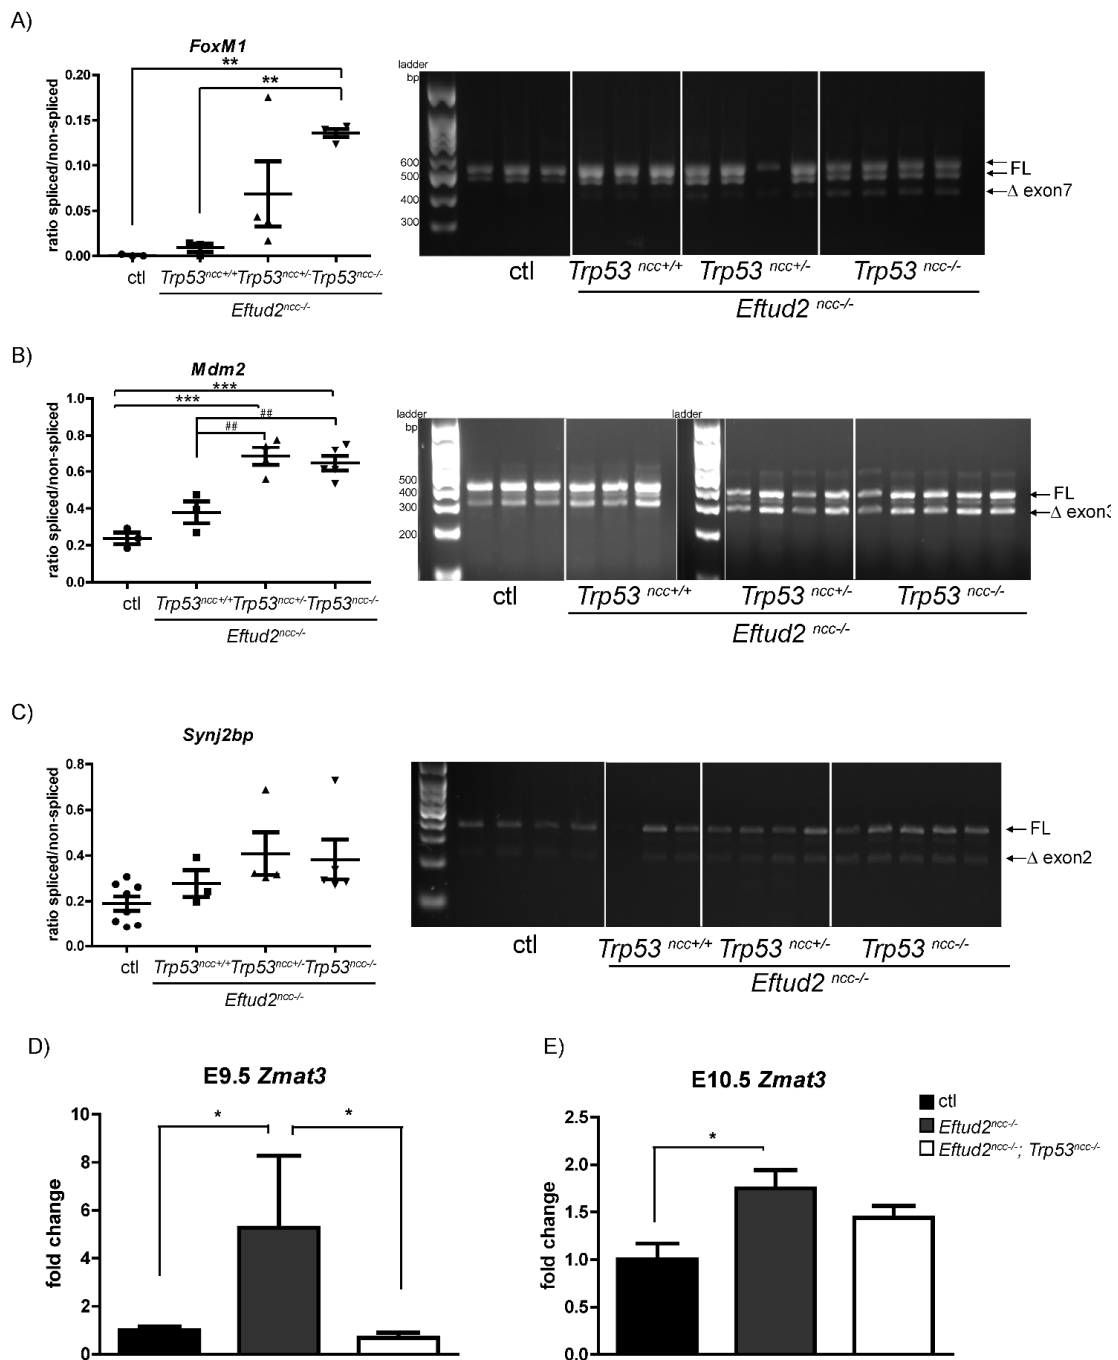 A)
FoxM1
ratio spliced/non-spliced
0.20
0.15
0.10
0.05
0.00
**
**
ctl
Trp53ncc+/+ Trp53ncc+/- Trp53ncc-/-
Eftud2ncc-/-
ladder
bp
600
500
400
300
FL
Δ exon7
ctl
Trp53 ncc+/+ Trp53 ncc+/- Trp53 ncc-/-
Eftud2 ncc-/-
B)
Mdm2
ratio spliced/non-spliced
1.0
0.8
0.6
0.4
0.2
0.0
***
***
##
##
ctl
Trp53ncc+/+ Trp53ncc+/- Trp53ncc-/-
Eftud2ncc-/-
ladder
bp
500
400
300
200
ladder
bp
FL
Δ exon3
ctl
Trp53 ncc+/+ Trp53 ncc+/- Trp53 ncc-/-
Eftud2 ncc-/-
C)
Synj2bp
ratio spliced/non-spliced
0.8
0.6
0.4
0.2
0.0
ctl
Trp53ncc+/+ Trp53ncc+/- Trp53ncc-/-
Eftud2ncc-/-
FL
Δ exon2
ctl
Trp53 ncc+/+ Trp53 ncc+/- Trp53 ncc-/-
Eftud2 ncc-/-
D)
E9.5 Zmat3
fold change
10
8
6
4
2
0
*
*
E)
E10.5 Zmat3
fold change
2.5
2.0
1.5
1.0
0.5
0.0
*
ctl
Eftud2ncc-/-
Eftud2ncc-/-; Trp53ncc-/-